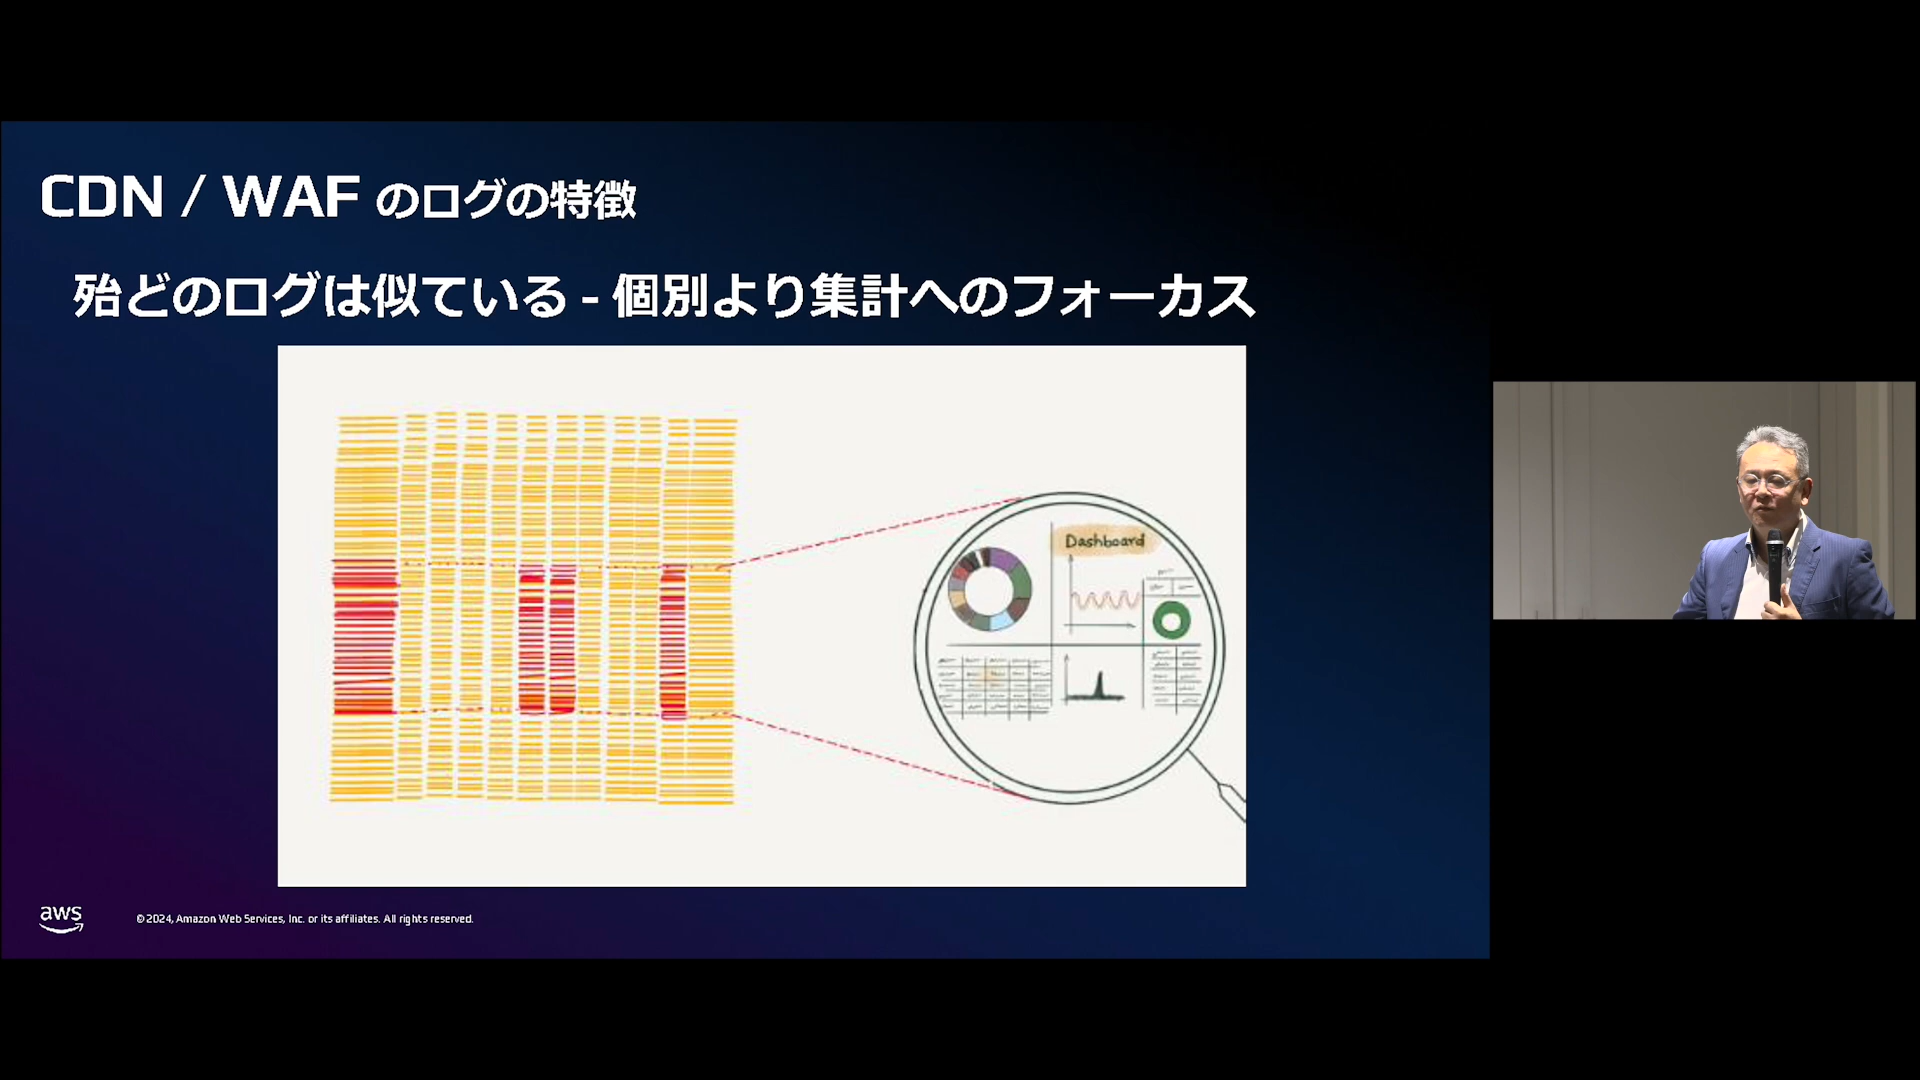 CDN / WAF のログの特徴
殆どのログは似ている - 個別より集計へのフォーカス
Dashboard
aws
© 2024, Amazon Web Services, Inc. or its affiliates. All rights reserved.